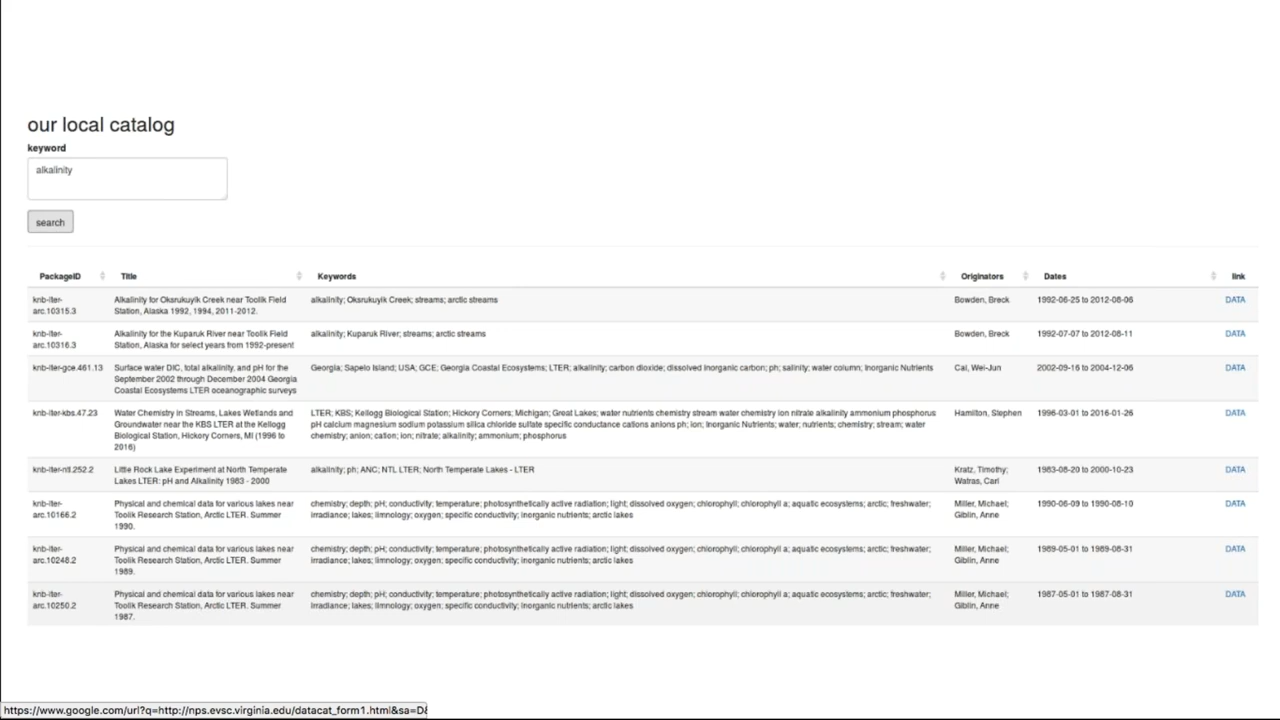 our local catalog
keyword
alkalinity
search
PackageID Title Keywords Originators Dates link
knb-lter-
arc.10315.3
Alkalinity for Oksrukuyik Creek near Toolik Field
Station, Alaska 1992, 1994, 2011-2012.
alkalinity; Oksrukuyik Creek; streams; arctic streams
Bowden, Breck
1992-06-25 to 2012-08-06
DATA
knb-lter-
arc.10316.3
Alkalinity for the Kuparuk River near Toolik Field
Station, Alaska for select years from 1992-present
alkalinity; Kuparuk River; streams; arctic streams
Bowden, Breck
1992-07-07 to 2012-08-11
DATA
knb-lter-gce.461.13
Surface water DIC, total alkalinity, and pH for the
September 2002 through December 2004 Georgia
Coastal Ecosystems LTER oceanographic surveys
Georgia; Sapelo Island; USA; GCE; Georgia Coastal Ecosystems; LTER; alkalinity; carbon dioxide; dissolved inorganic carbon; ph; salinity; water column; Inorganic Nutrients
Cai, Wei-Jun
2002-09-16 to 2004-12-06
DATA
knb-lter-kbs.47.23
Water Chemistry in Streams, Lakes Wetlands and
Groundwater near the KBS LTER at the Kellogg
Biological Station, Hickory Corners, MI (1996 to
2016)
LTER; KBS; Kellogg Biological Station; Hickory Corners; Michigan; Great Lakes; water nutrients chemistry stream water chemistry ion nitrate alkalinity ammonium phosphorus
pH calcium magnesium sodium potassium silica chloride sulfate specific conductance cations anions ph; ion; Inorganic Nutrients; water; nutrients; chemistry; stream; water
chemistry; anion; cation; ion; nitrate; alkalinity; ammonium; phosphorus
Hamilton, Stephen
1996-03-01 to 2016-01-26
DATA
knb-lter-ntl.252.2
Little Rock Lake Experiment at North Temperate
Lakes LTER: pH and Alkalinity 1983 - 2000
alkalinity; ph; ANC; NTL LTER; North Temperate Lakes - LTER
Kratz, Timothy;
Watras, Carl
1983-08-20 to 2000-10-23
DATA
knb-lter-
arc.10166.2
Physical and chemical data for various lakes near
Toolik Research Station, Arctic LTER. Summer
1990.
chemistry; depth; pH; conductivity; temperature; photosynthetically active radiation; light; dissolved oxygen; chlorophyll; chlorophyll a; aquatic ecosystems; arctic; freshwater;
irradiance; lakes; limnology; oxygen; specific conductivity; inorganic nutrients; arctic lakes
Miller, Michael;
Giblin, Anne
1990-06-09 to 1990-08-10
DATA
knb-lter-
arc.10248.2
Physical and chemical data for various lakes near
Toolik Research Station, Arctic LTER. Summer
1989.
chemistry; depth; pH; conductivity; temperature; photosynthetically active radiation; light; dissolved oxygen; chlorophyll; chlorophyll a; aquatic ecosystems; arctic; freshwater;
irradiance; lakes; limnology; oxygen; specific conductivity; inorganic nutrients; arctic lakes
Miller, Michael;
Giblin, Anne
1989-05-01 to 1989-08-31
DATA
knb-lter-
arc.10250.2
Physical and chemical data for various lakes near
Toolik Research Station, Arctic LTER. Summer
1987.
chemistry; depth; pH; conductivity; temperature; photosynthetically active radiation; light; dissolved oxygen; chlorophyll; chlorophyll a; aquatic ecosystems; arctic; freshwater;
irradiance; lakes; limnology; oxygen; specific conductivity; inorganic nutrients; arctic lakes
Miller, Michael;
Giblin, Anne
1987-05-01 to 1987-08-31
DATA
https://www.google.com/url?q=http://nps.evsc.virginia.edu/datacat_form1.html&sa=D&